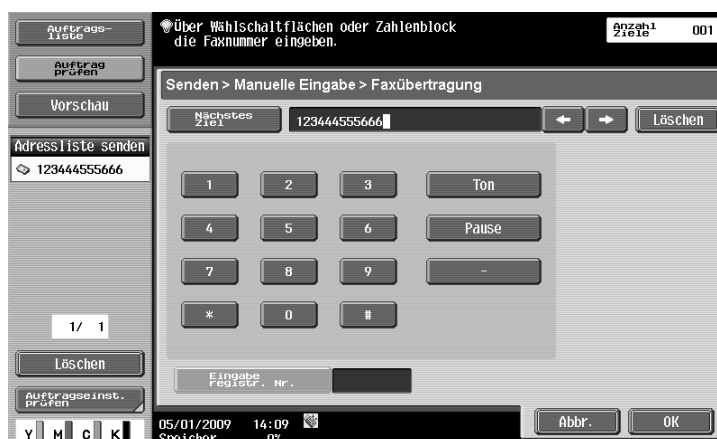 Auftrags-
liste
Auftrag
prüfen
Vorschau
Adressliste senden
123444555666
1/ 1
Löschen
Auftragseinst.
prüfen
Y M C K
Über Wählschaltflächen oder Zahlenblock
die Faxnummer eingeben.
Anzahl
Ziele 001
Senden > Manuelle Eingabe > Faxübertragung
Nächstes
Ziel
123444555666
← → Löschen
1 2 3 Ton
4 5 6 Pause
7 8 9 -
* 0 #
Eingabe
registr. Nr.
05/01/2009 14:09
Speicher 0%
Abbr. OK